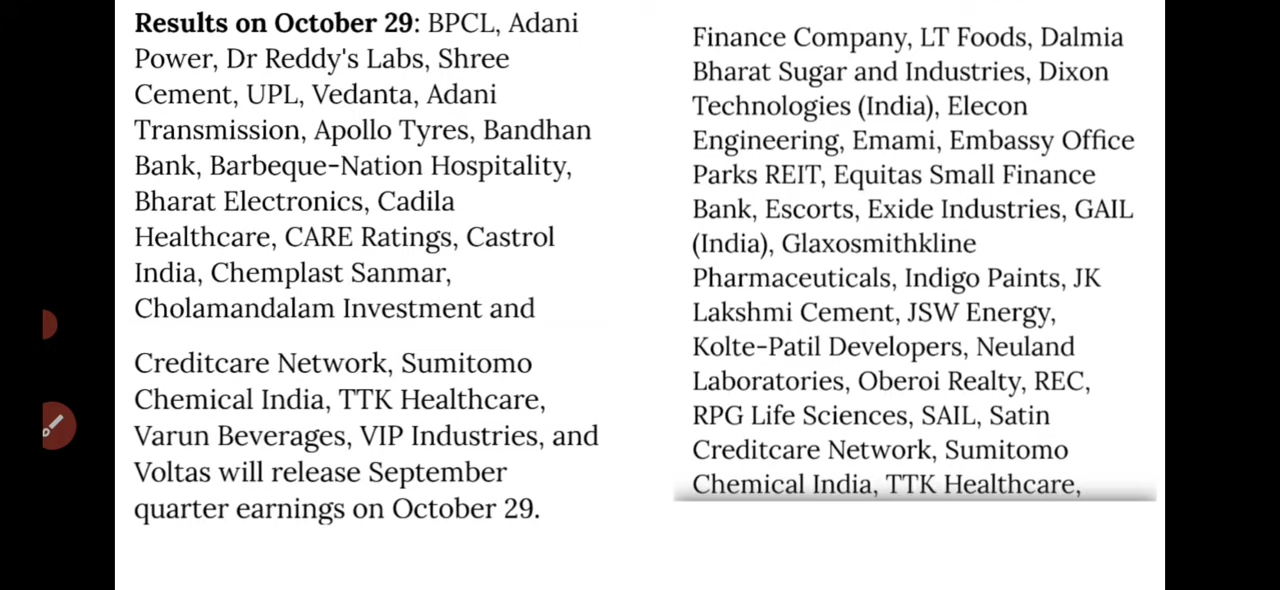 Results on October 29: BPCL, Adani
Power, Dr Reddy's Labs, Shree
Cement, UPL, Vedanta, Adani
Transmission, Apollo Tyres, Bandhan
Bank, Barbeque-Nation Hospitality,
Bharat Electronics, Cadila
Healthcare, CARE Ratings, Castrol
India, Chemplast Sanmar,
Cholamandalam Investment and
Creditcare Network, Sumitomo
Chemical India, TTK Healthcare,
Varun Beverages, VIP Industries, and
Voltas will release September
quarter earnings on October 29.
Finance Company, LT Foods, Dalmia
Bharat Sugar and Industries, Dixon
Technologies (India), Elecon
Engineering, Emami, Embassy Office
Parks REIT, Equitas Small Finance
Bank, Escorts, Exide Industries, GAIL
(India), Glaxosmithkline
Pharmaceuticals, Indigo Paints, JK
Lakshmi Cement, JSW Energy,
Kolte-Patil Developers, Neuland
Laboratories, Oberoi Realty, REC,
RPG Life Sciences, SAIL, Satin
Creditcare Network, Sumitomo
Chemical India, TTK Healthcare,